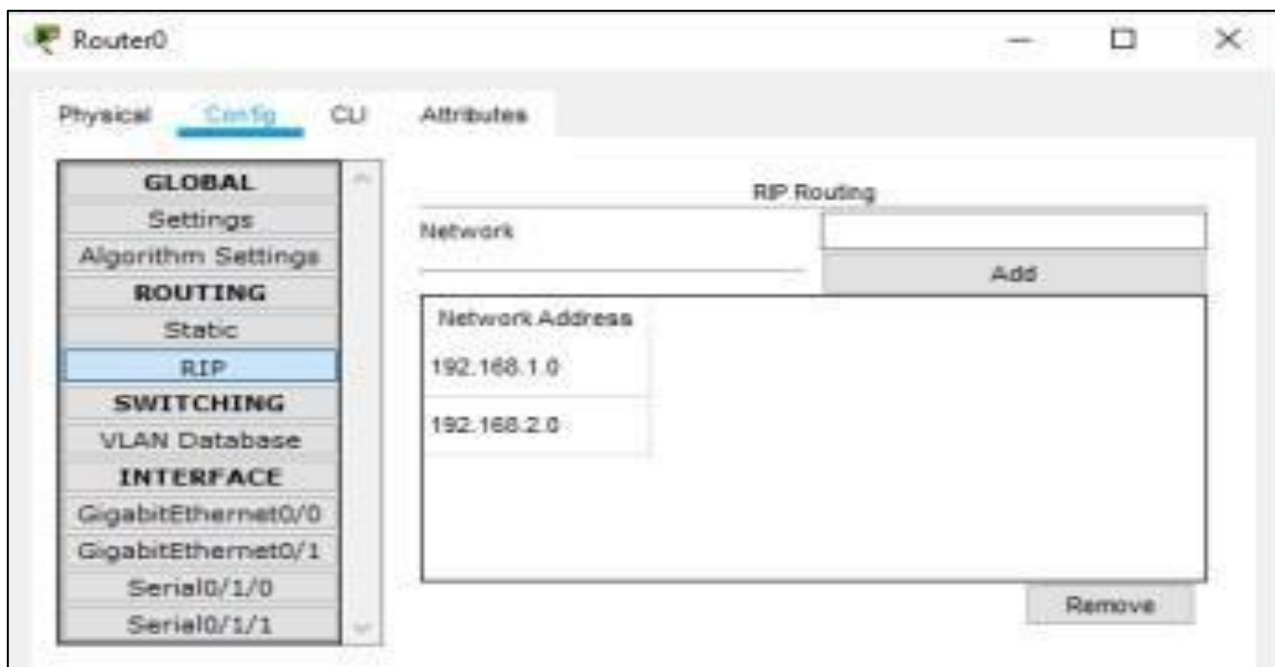 Router0
Physical Config CLI Attributes
GLOBAL
Settings
Algorithm Settings
ROUTING
Static
RIP
SWITCHING
VLAN Database
INTERFACE
GigabitEthernet0/0
GigabitEthernet0/1
Serial0/1/0
Serial0/1/1
RIP Routing
Network
Add
Network Address
192.168.1.0
192.168.2.0
Remove